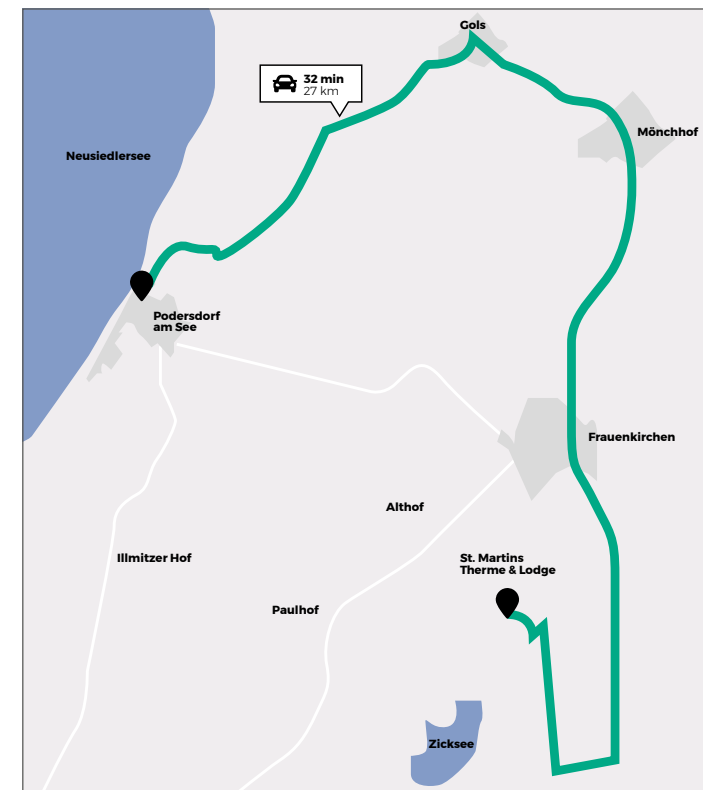 Gols
32 min
27 km
Mönchhof
Neusiedlersee
Podersdorf
am See
Frauenkirchen
Althof
Illmitzer Hof
St. Martins
Therme & Lodge
Paulhof
Zicksee